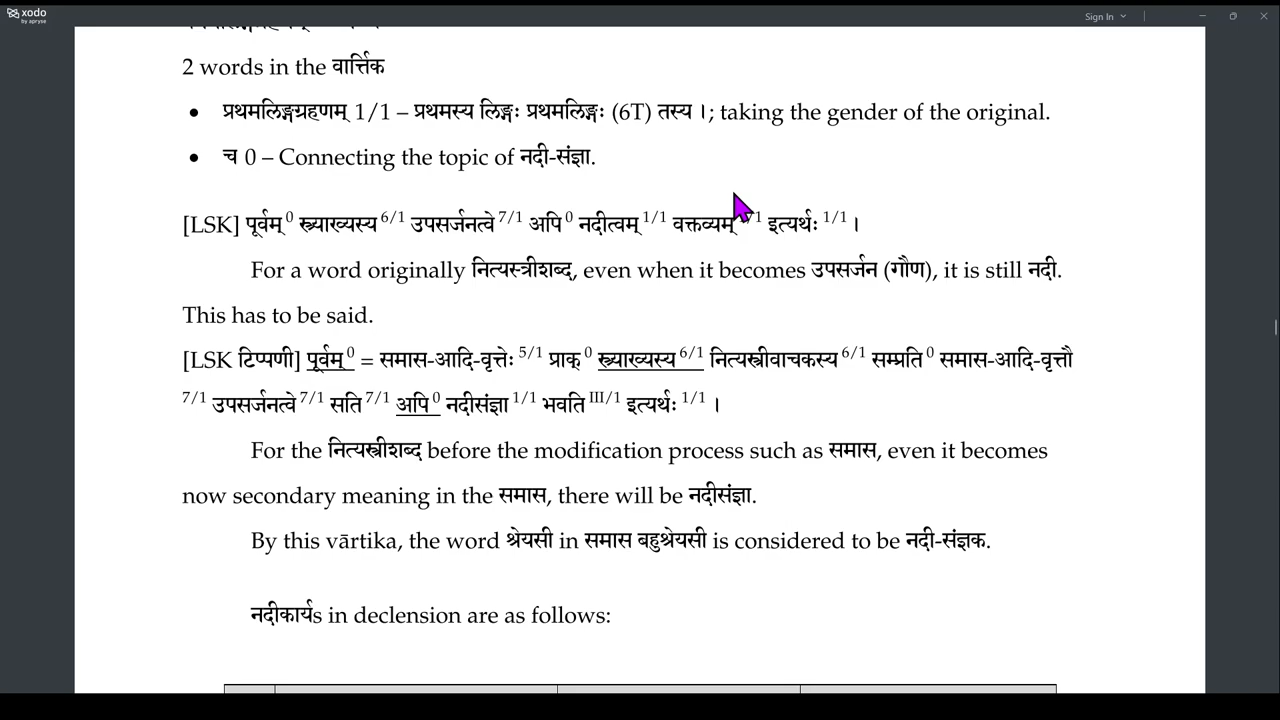 xodo
by apryse
Sign In
2 words in the वार्त्तिक
• प्रथमलिङ्गग्रहणम् 1/1 – प्रथमस्य लिङ्गः प्रथमलिङ्गः (6T) तस्य ।; taking the gender of the original.
• च 0 – Connecting the topic of नदी-संज्ञा.
[LSK] पूर्वम् 0 स्त्र्याख्यस्य 6/1 उपसर्जनत्वे 7/1 अपि 0 नदीत्वम् 1/1 वक्तव्यम् /1 इत्यर्थः 1/1 ।
For a word originally नित्यस्त्रीशब्द, even when it becomes उपसर्जन (गौण), it is still नदी.
This has to be said.
[LSK टिप्पणी] पूर्वम् 0 = समास-आदि-वृत्तेः 5/1 प्राक् 0 स्त्र्याख्यस्य 6/1 नित्यस्त्रीवाचकस्य 6/1 सम्प्रति 0 समास-आदि-वृत्तौ
7/1 उपसर्जनत्वे 7/1 सति 7/1 अपि 0 नदीसंज्ञा 1/1 भवति III/1 इत्यर्थः 1/1 ।
For the नित्यस्त्रीशब्द before the modification process such as समास, even it becomes
now secondary meaning in the समास, there will be नदीसंज्ञा.
By this vārtika, the word श्रेयसी in समास बहुश्रेयसी is considered to be नदी-संज्ञक.
नदीकार्यs in declension are as follows: